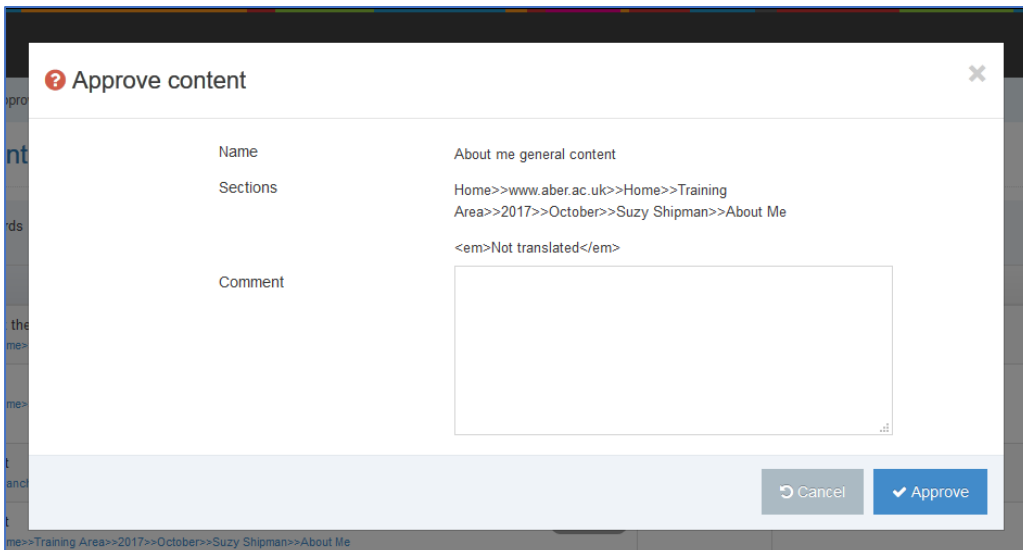 Approve content
Name
About me general content
Sections
Home>>www.aber.ac.uk>>Home>>Training
Area>>2017>>October>>Suzy Shipman>>About Me
<em>Not translated</em>
Comment
Cancel
Approve
me>>Training Area>>2017>>October>>Suzy Shipman>>About Me